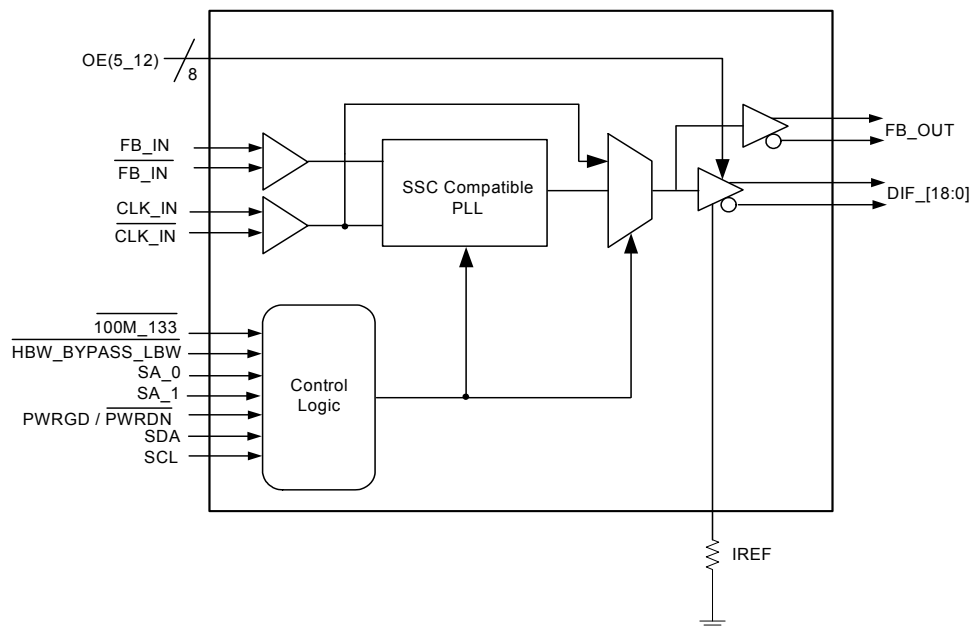 OE(5_12)
8
FB_IN
FB_IN
CLK_IN
CLK_IN
SSC Compatible
PLL
FB_OUT
DIF_[18:0]
100M_133
HBW_BYPASS_LBW
SA_0
SA_1
PWRGD / PWRDN
SDA
SCL
Control
Logic
IREF